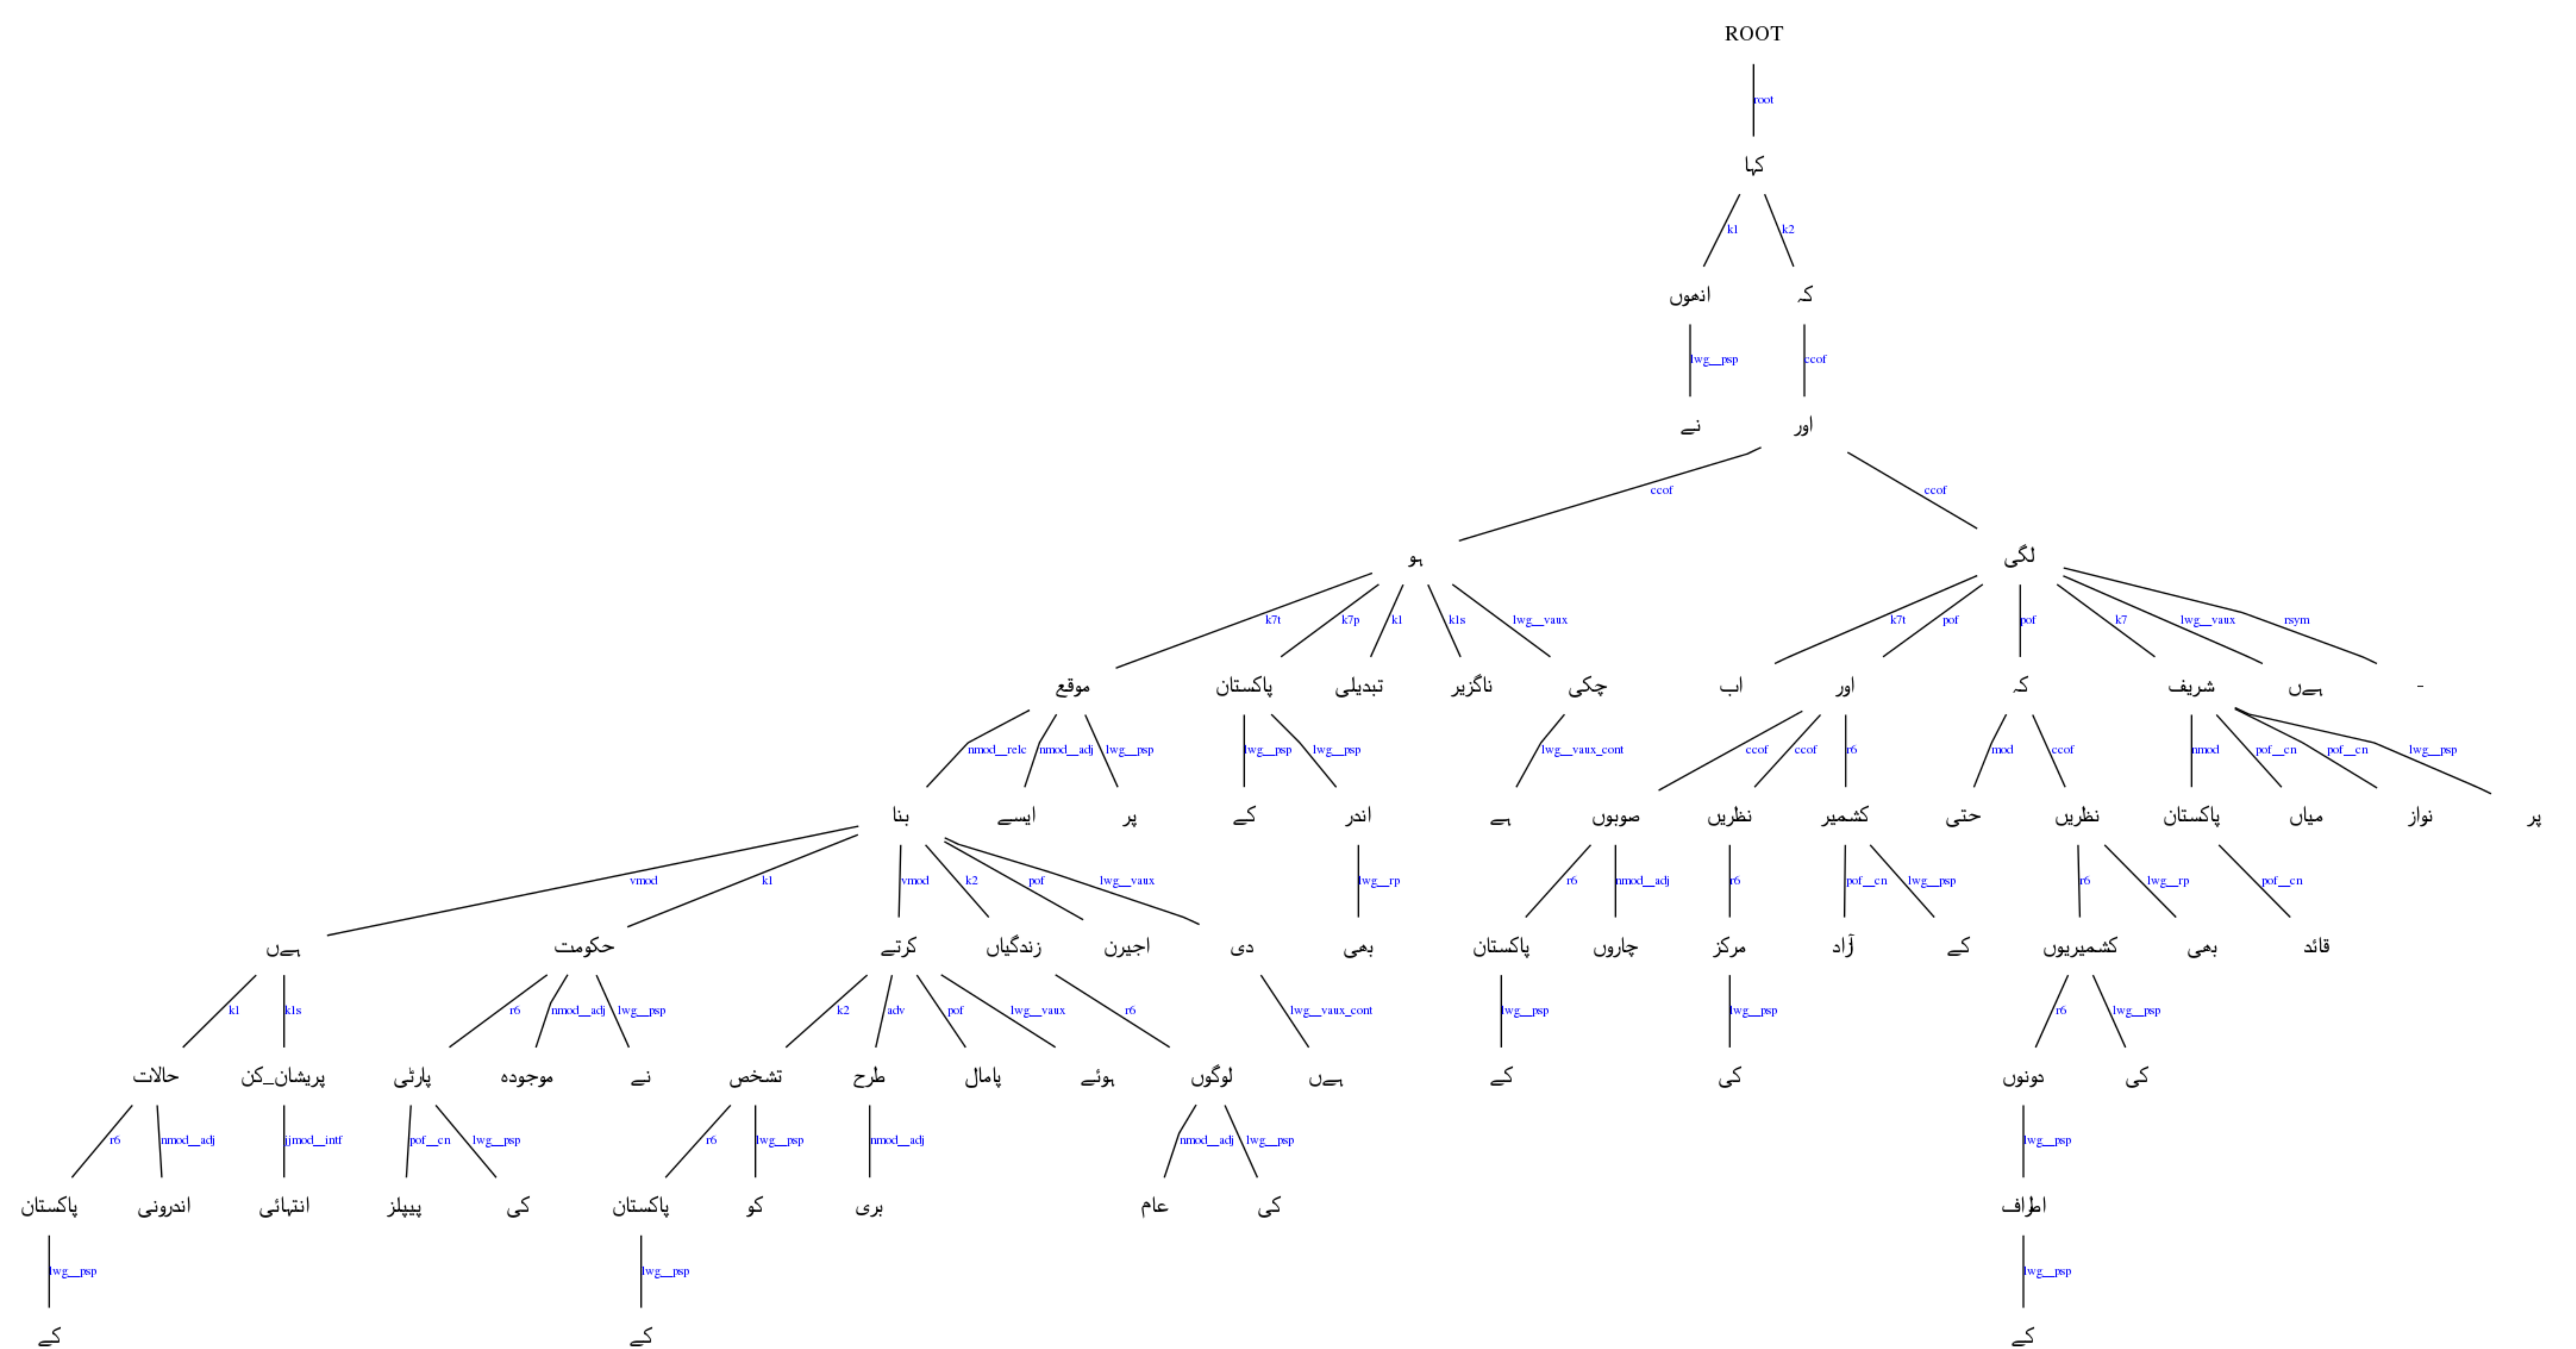 ROOT
root
کہا
k1 k2
انھوں کہ
lwg__psp ccof
نے اور
ccof ccof
ہو لگی
k7t k7p k1 k1s lwg__vaux k7t pof pof k7 lwg__vaux rsym
موقع پاکستان تبدیلی ناگزیر چکی اب اور کہ شریف ہےں -
nmod__relc nmod__adj lwg__psp lwg__psp lwg__psp lwg__vaux_cont ccof ccof r6 mod ccof nmod pof__cn pof__cn lwg__psp
بنا ایسے پر کے اندر ہے صوبوں نظریں کشمیر حتی نظریں پاکستان میاں نواز پر
vmod k1 vmod k2 pof lwg__vaux lwg__rp r6 nmod__adj r6 pof__cn lwg__psp r6 lwg__rp pof__cn
ہےں حکومت کرتے زندگیاں اجیرن دی بھی پاکستان چاروں مرکز آزاد کے کشمیریوں بھی قائد
k1 k1s r6 nmod__adj lwg__psp k2 adv pof lwg__vaux r6 lwg__vaux_cont lwg__psp lwg__psp r6 lwg__psp
حالات پریشان_کن پارٹی موجودہ نے تشخص طرح پامال ہوئے لوگوں ہےں کے کی دونوں کی
r6 nmod__adj jjmod__intf pof__cn lwg__psp r6 lwg__psp nmod__adj nmod__adj lwg__psp lwg__psp
پاکستان اندرونی انتہائی پیپلز کی پاکستان کو بری عام کی اطراف
lwg__psp lwg__psp lwg__psp
کے کے کے